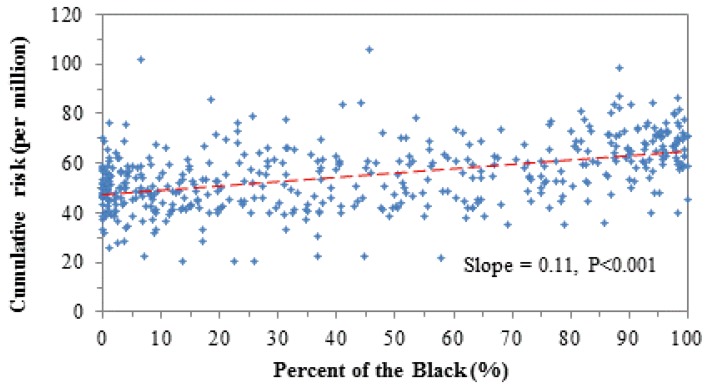 120
100
80
60
40
20
0
Cumulative risk (per million)
Slope = 0.11, P<0.001
0 10 20 30 40 50 60 70 80 90 100
Percent of the Black (%)